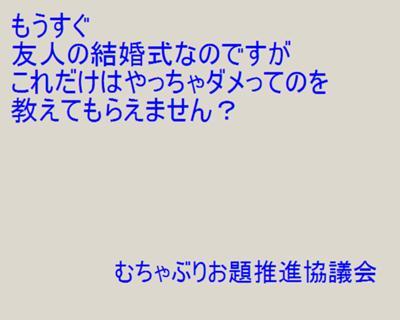 もうすぐ
友人の結婚式なのですが
これだけはやっちゃダメってのを
教えてもらえません？
むちゃぶりお題推進協議会